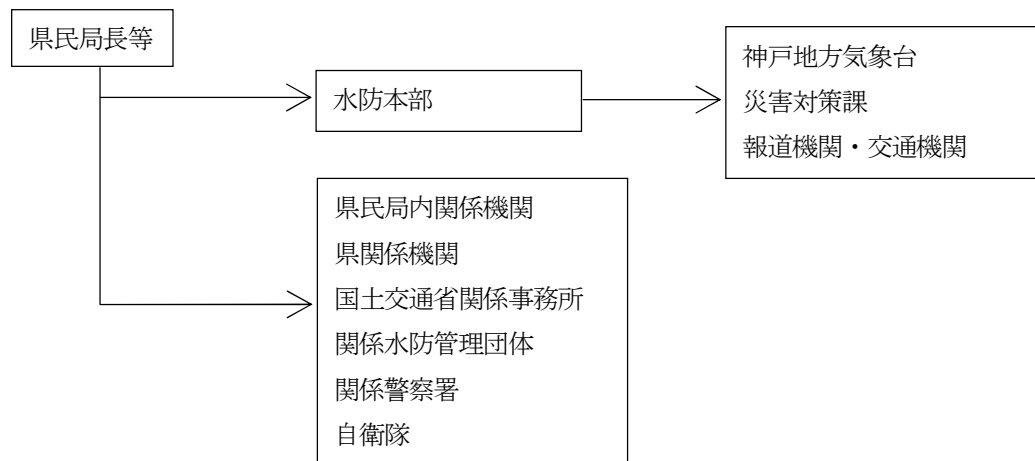 県民局長等
水防本部
神戸地方気象台
災害対策課
報道機関・交通機関
県民局内関係機関
県関係機関
国土交通省関係事務所
関係水防管理団体
関係警察署
自衛隊